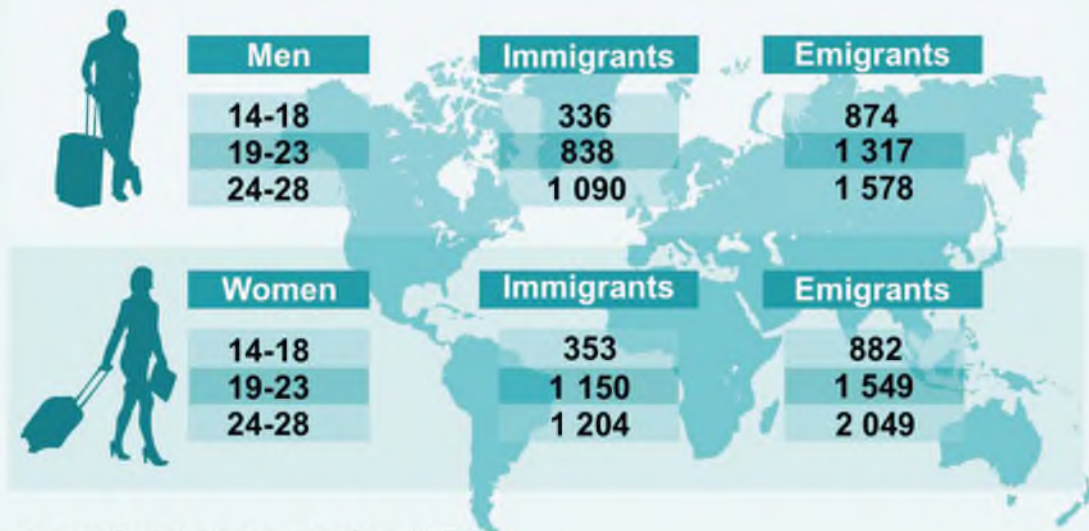 Men Immigrants Emigrants
14-18 336 874
19-23 838 1 317
24-28 1 090 1 578
Women Immigrants Emigrants
14-18 353 882
19-23 1 150 1 549
24-28 1 204 2 049